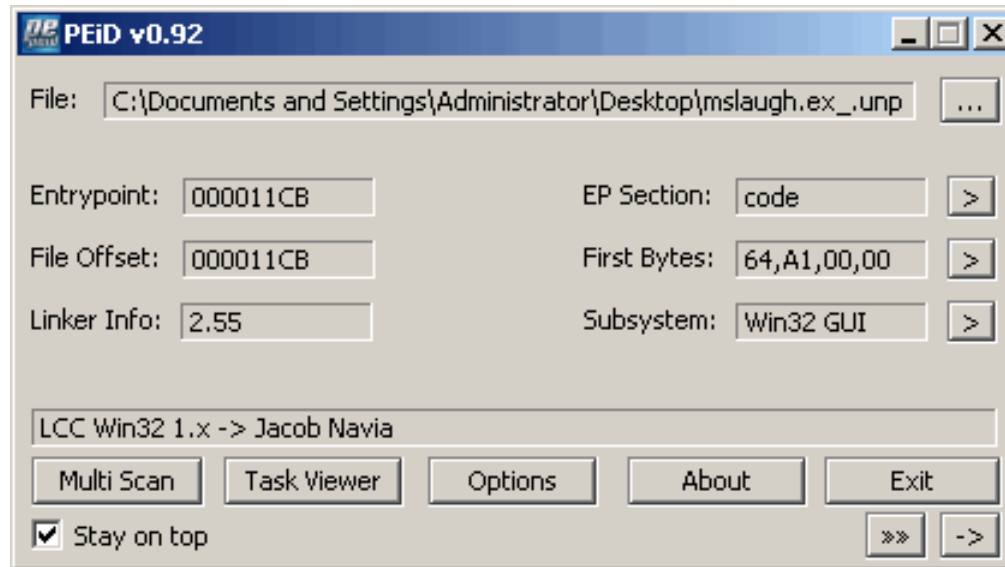 PEiD v0.92
File: C:\Documents and Settings\Administrator\Desktop\mslaugh.ex_.unp ...
Entrypoint: 000011CB EP Section: code >
File Offset: 000011CB First Bytes: 64,A1,00,00 >
Linker Info: 2.55 Subsystem: Win32 GUI >
LCC Win32 1.x -> Jacob Navia
Multi Scan Task Viewer Options About Exit
Stay on top »» ->